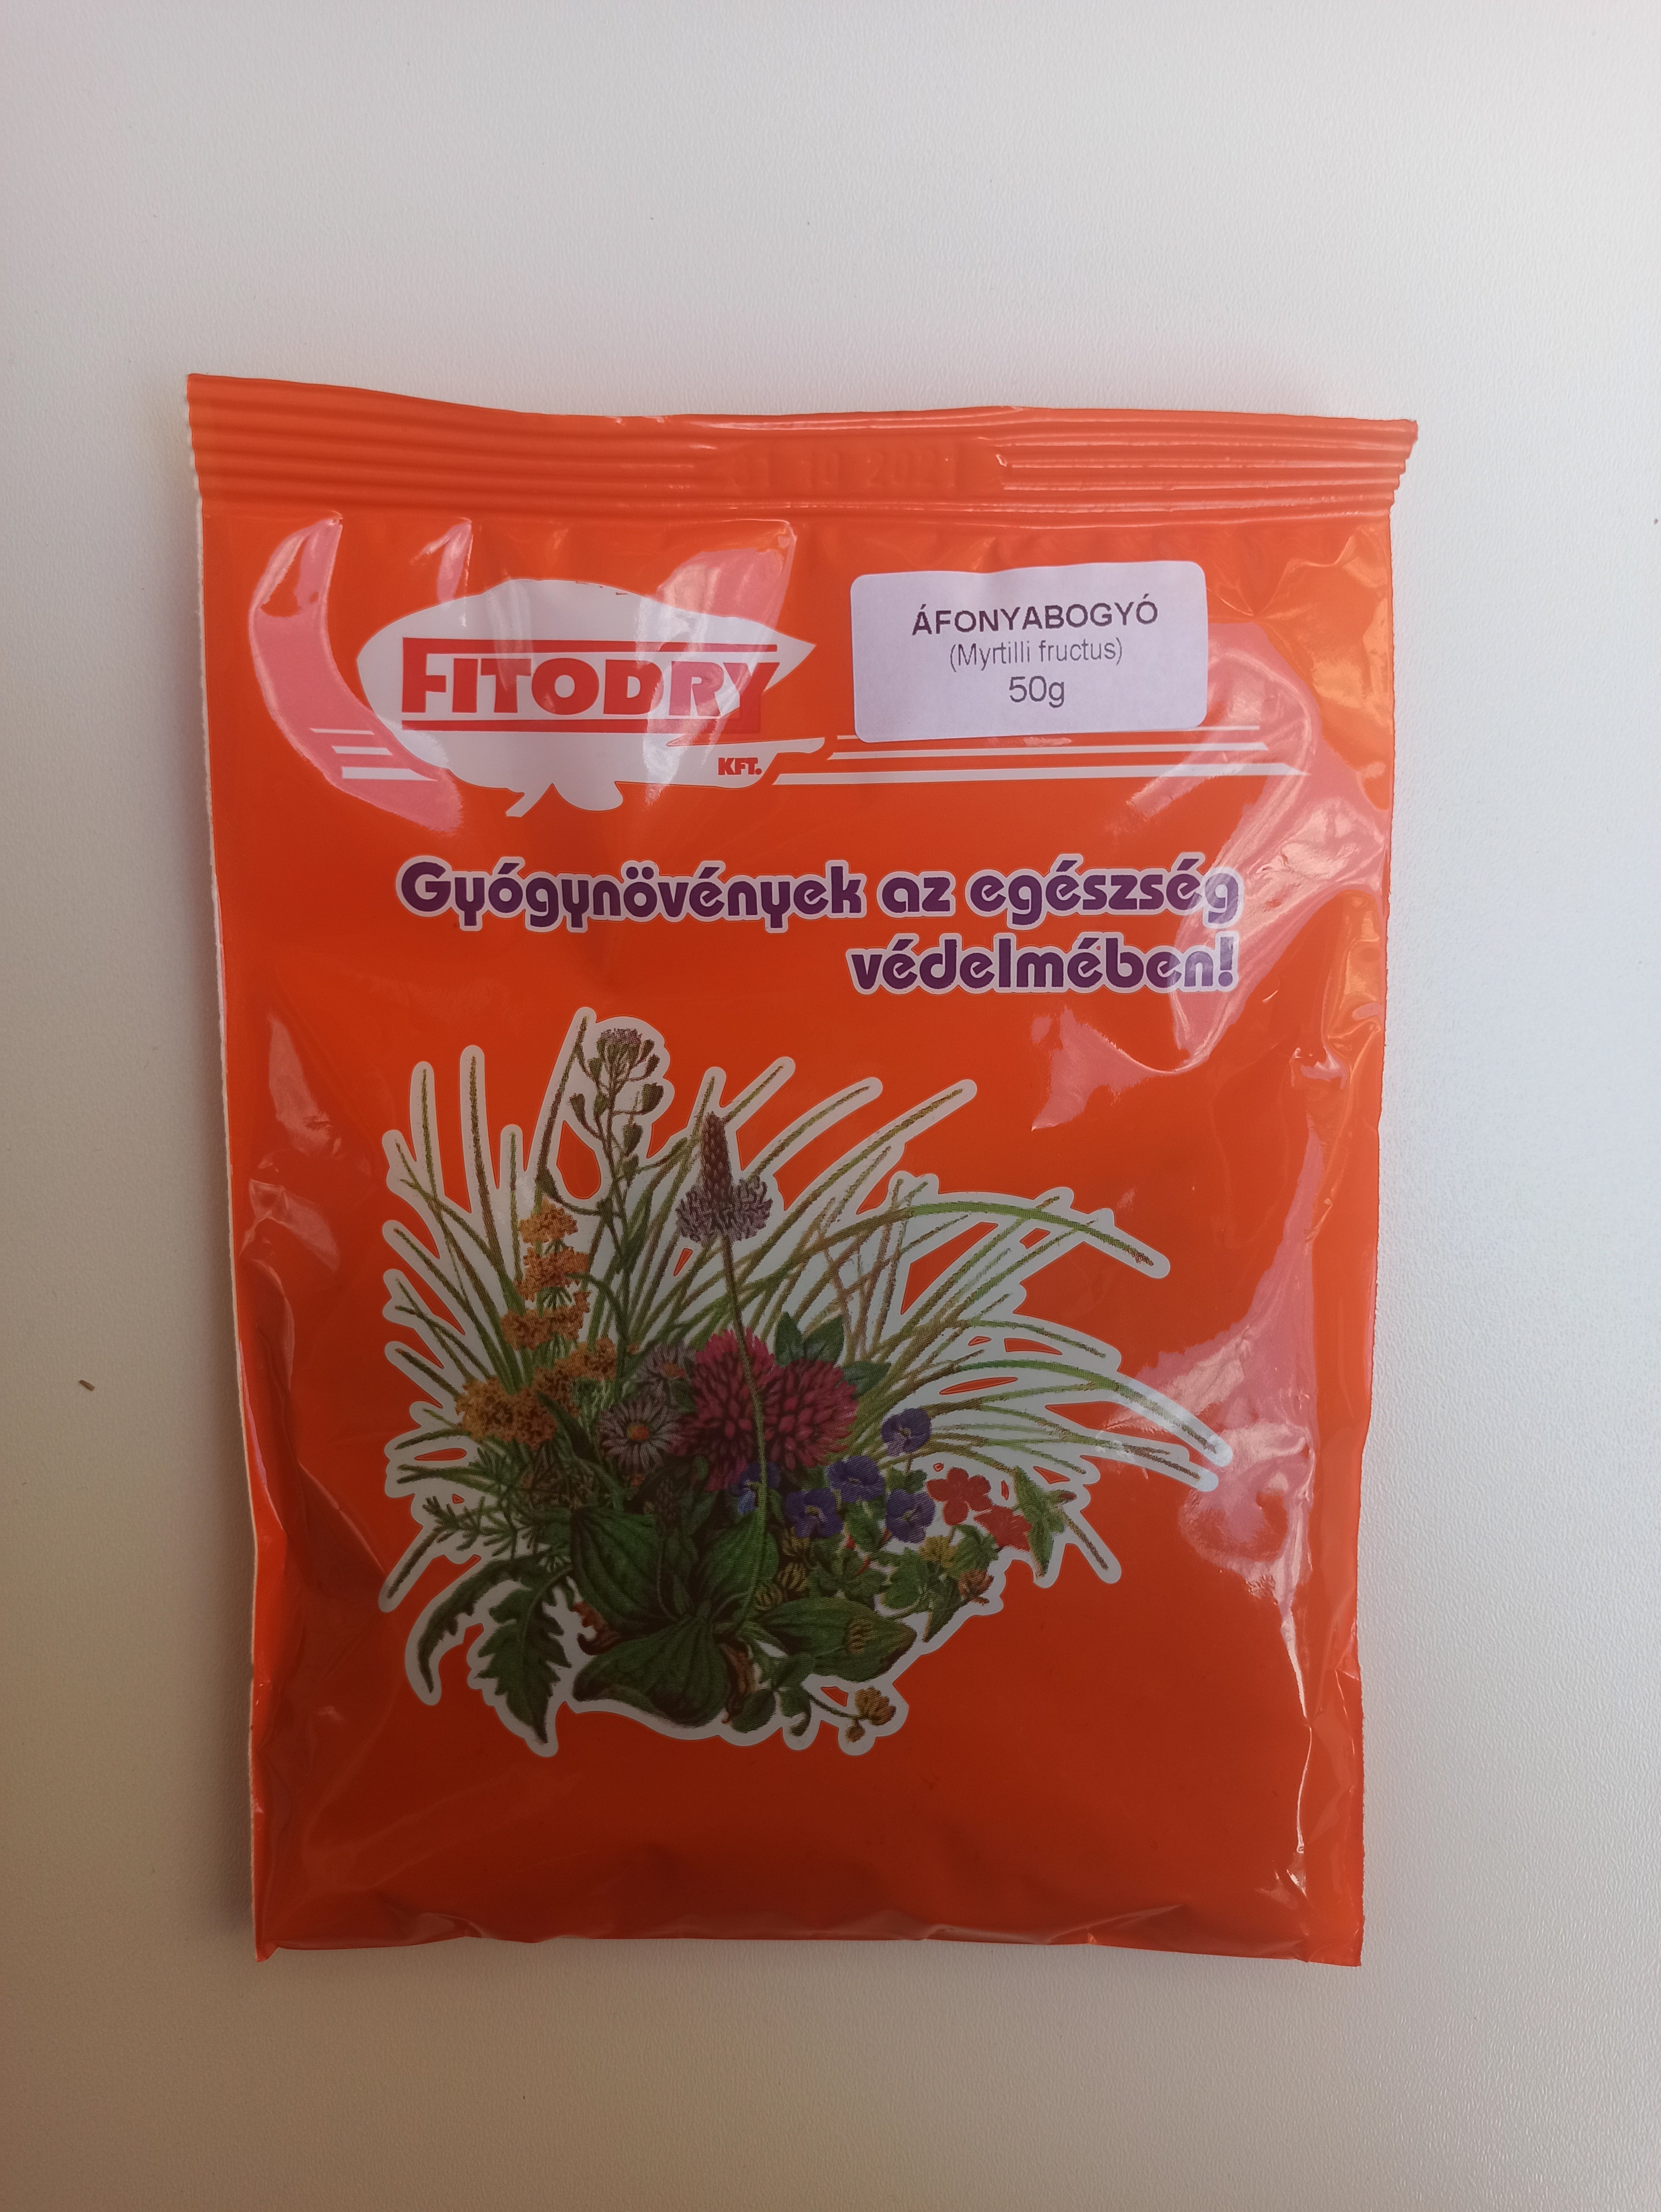 FITODRY
KFT.
ÁFONYABOGYÓ
(Myrtilli fructus)
50g
Gyógynövények az egészség
védelmében!